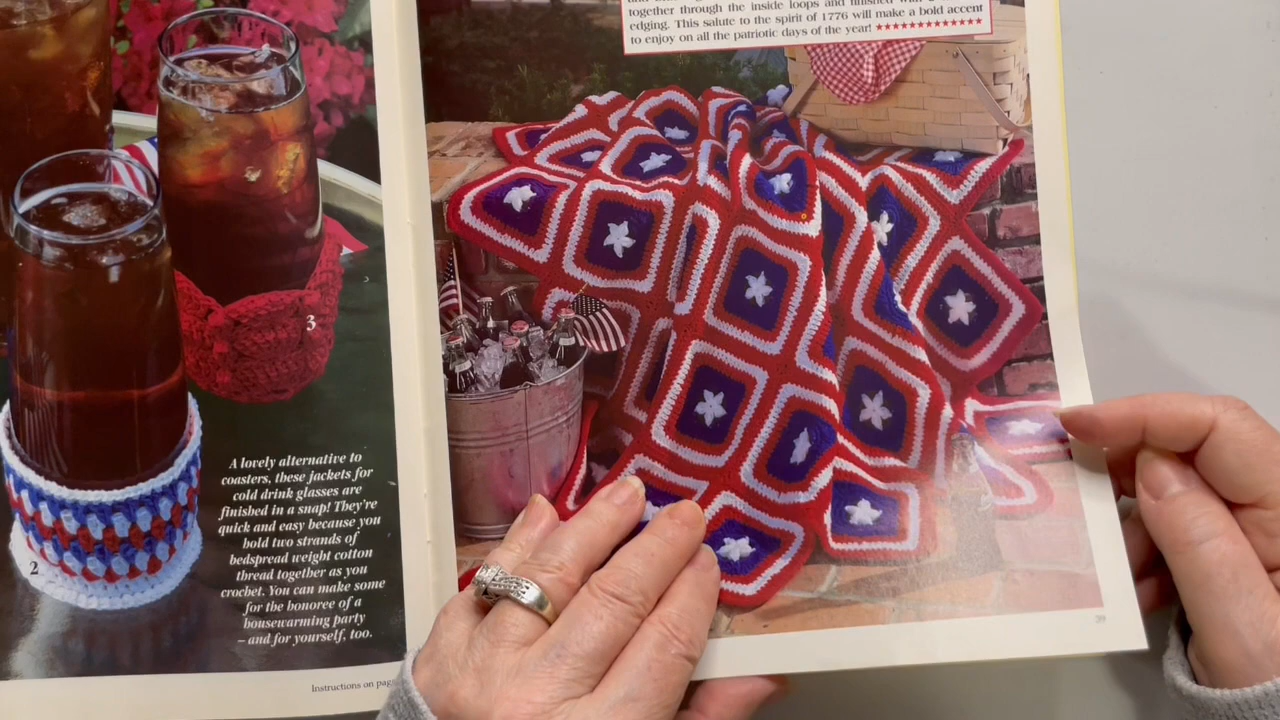 3
2
A lovely alternative to
coasters, these jackets for
cold drink glasses are
finished in a snap! They're
quick and easy because you
hold two strands of
bedspread weight cotton
thread together as you
crochet. You can make some
for the honoree of a
housewarming party
– and for yourself, too.
Instructions on pag
together through the inside loops and finished with
edging. This salute to the spirit of 1776 will make a bold accent
to enjoy on all the patriotic days of the year! ★★★★★★★★★★★★★
39